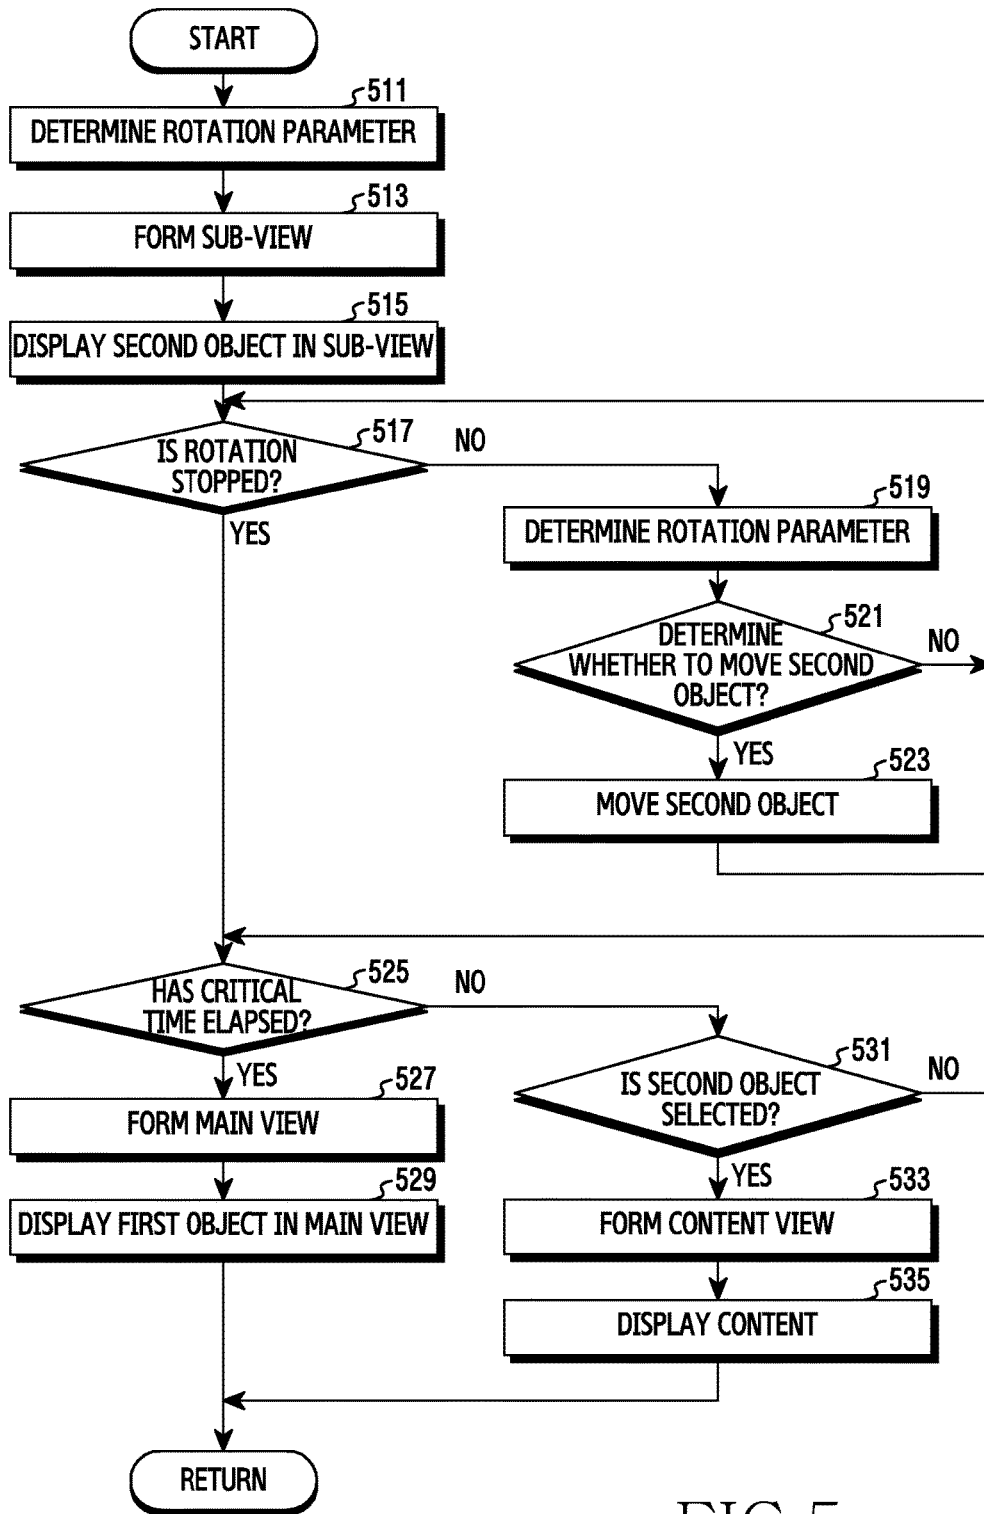 START
511
DETERMINE ROTATION PARAMETER
513
FORM SUB-VIEW
515
DISPLAY SECOND OBJECT IN SUB-VIEW
517
IS ROTATION
STOPPED?
NO
YES
519
DETERMINE ROTATION PARAMETER
521
DETERMINE
WHETHER TO MOVE SECOND
OBJECT?
NO
YES
523
MOVE SECOND OBJECT
525
HAS CRITICAL
TIME ELAPSED?
NO
YES
527
FORM MAIN VIEW
529
DISPLAY FIRST OBJECT IN MAIN VIEW
531
IS SECOND OBJECT
SELECTED?
NO
YES
533
FORM CONTENT VIEW
535
DISPLAY CONTENT
RETURN
FIG.5